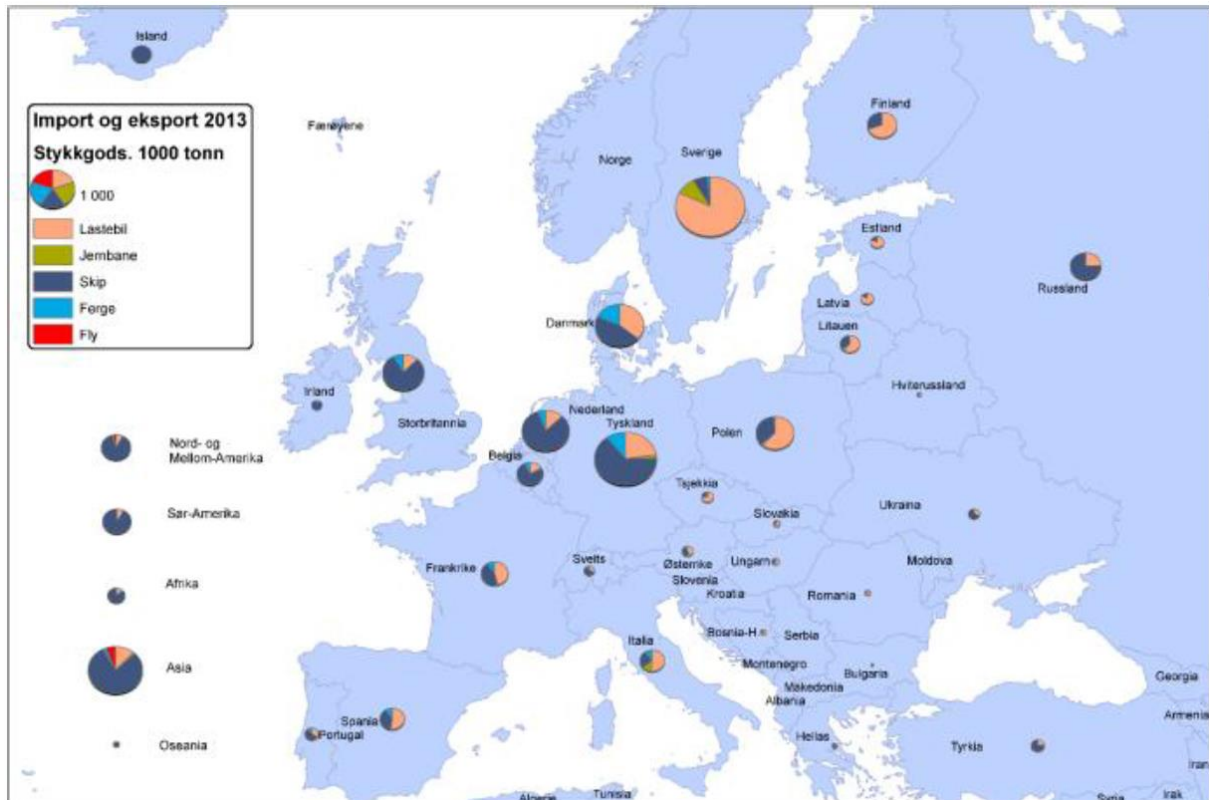 Island
Import og eksport 2013
Stykkgods. 1000 tonn
1 000
Lastebil
Jernbane
Skip
Ferge
Fly
Færøyene
Norge
Sverige
Finland
Estland
Latvia
Litauen
Russland
Hviterussland
Danmark
Irland
Storbritannia
Nederland
Tyskland
Belgia
Polen
Tsjekkia
Slovakia
Ukraina
Nord- og
Mellom-Amerika
Sør-Amerika
Afrika
Asia
Oseania
Frankrike
Sveits
Østerrike
Ungarn
Slovenia
Kroatia
Romania
Moldova
Bosnia-H.
Serbia
Italia
Montenegro
Bulgaria
Makedonia
Albania
Georgia
Armenia
Spania
Portugal
Hellas
Tyrkia
Iran
Algerie
Tunisia
Syria
Irak